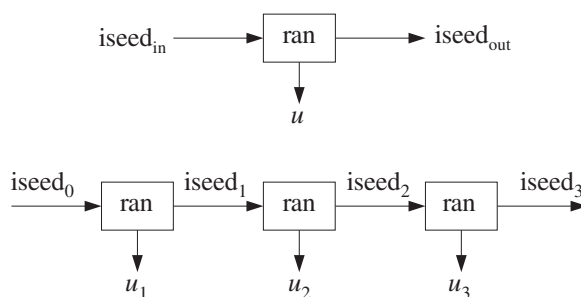 iseed_in ran iseed_out
u
iseed_0 ran iseed_1 ran iseed_2 ran iseed_3
u_1 u_2 u_3